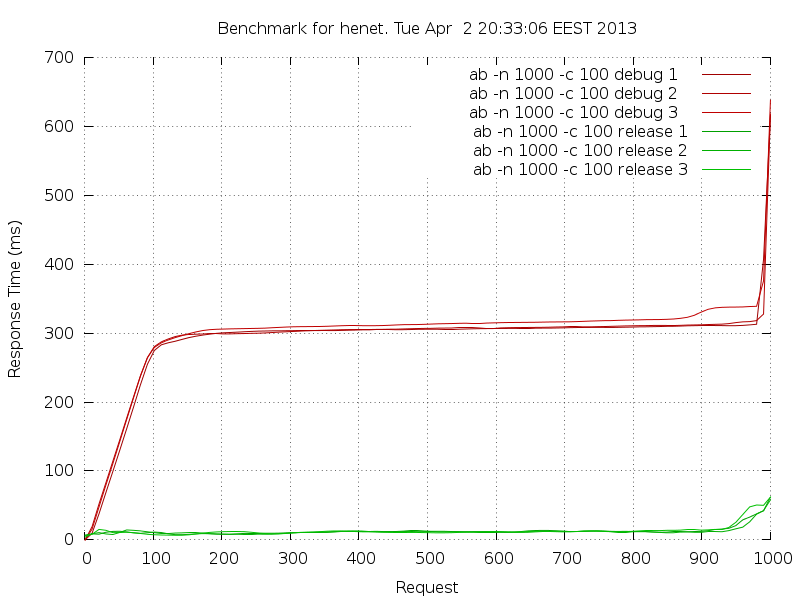 Benchmark for henet. Tue Apr  2 20:33:06 EEST 2013
700
600
500
400
300
200
100
0
Response Time (ms)
ab -n 1000 -c 100 debug 1
ab -n 1000 -c 100 debug 2
ab -n 1000 -c 100 debug 3
ab -n 1000 -c 100 release 1
ab -n 1000 -c 100 release 2
ab -n 1000 -c 100 release 3
0 100 200 300 400 500 600 700 800 900 1000
Request